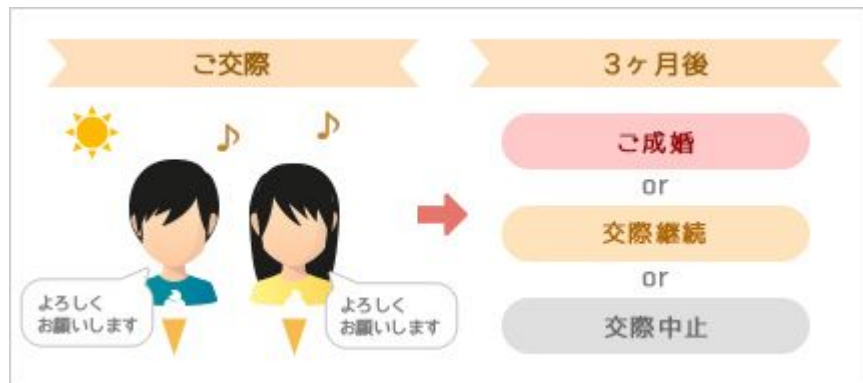 ご交際
3ヶ月後
よろしく
お願いします
よろしく
お願いします
ご成婚
or
交際継続
or
交際中止